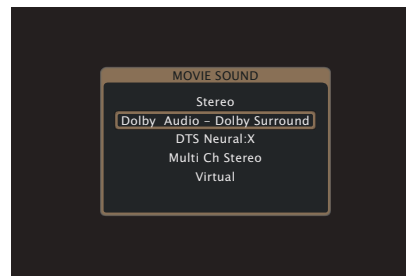 MOVIE SOUND
Stereo
Dolby Audio – Dolby Surround
DTS Neural:X
Multi Ch Stereo
Virtual